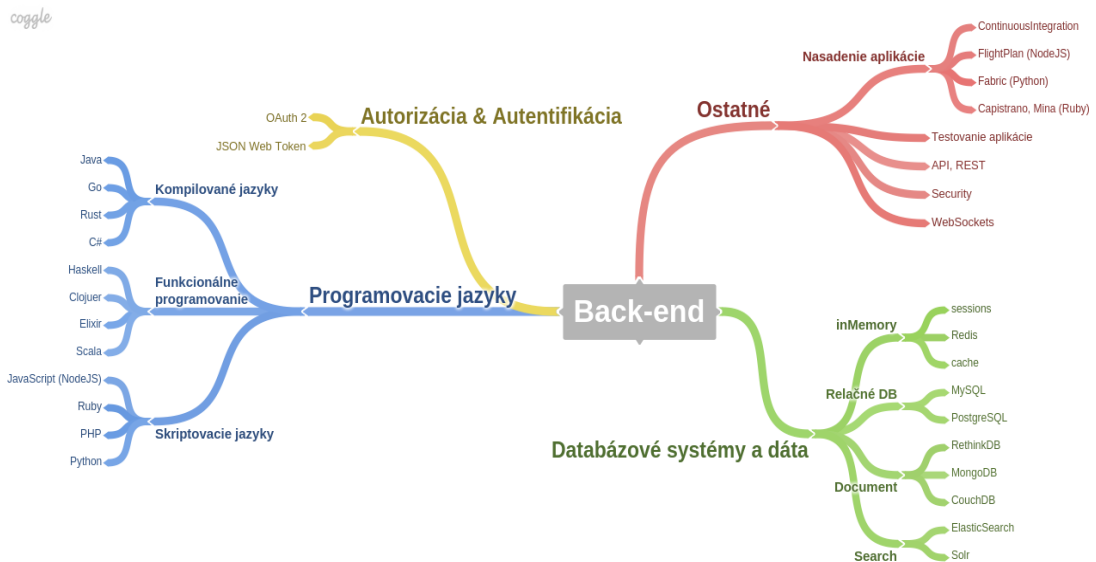 coggle
Back-end
Autorizácia & Autentifikácia
OAuth 2
JSON Web Token
Programovacie jazyky
Kompilované jazyky
Java
Go
Rust
C#
Funkcionálne
programovanie
Haskell
Clojuer
Elixir
Scala
Skriptovacie jazyky
JavaScript (NodeJS)
Ruby
PHP
Python
Ostatné
Nasadenie aplikácie
ContinuousIntegration
FlightPlan (NodeJS)
Fabric (Python)
Capistrano, Mina (Ruby)
Testovanie aplikácie
API, REST
Security
WebSockets
Databázové systémy a dáta
inMemory
sessions
Redis
cache
Relačné DB
MySQL
PostgreSQL
Document
RethinkDB
MongoDB
CouchDB
Search
ElasticSearch
Solr